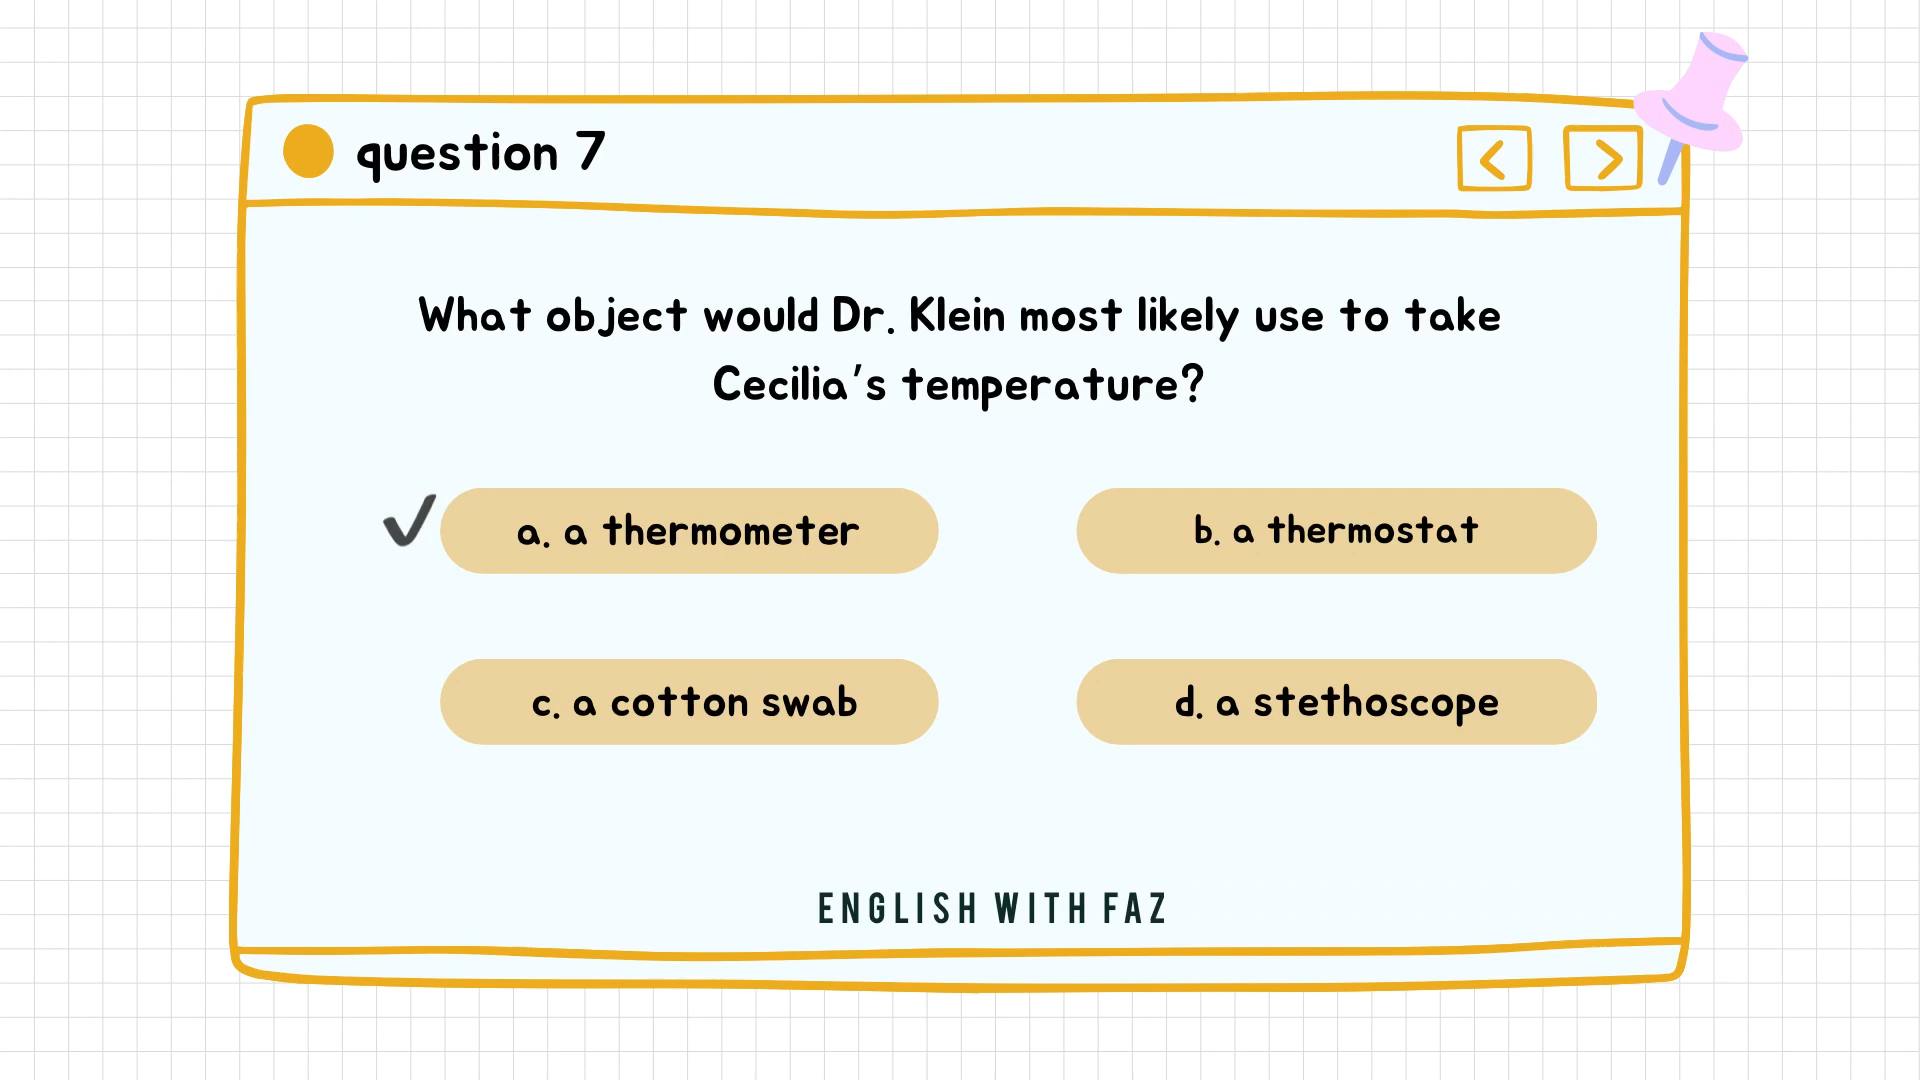 question 7
What object would Dr. Klein most likely use to take
Cecilia's temperature?
a. a thermometer
b. a thermostat
c. a cotton swab
d. a stethoscope
ENGLISH WITH FAZ